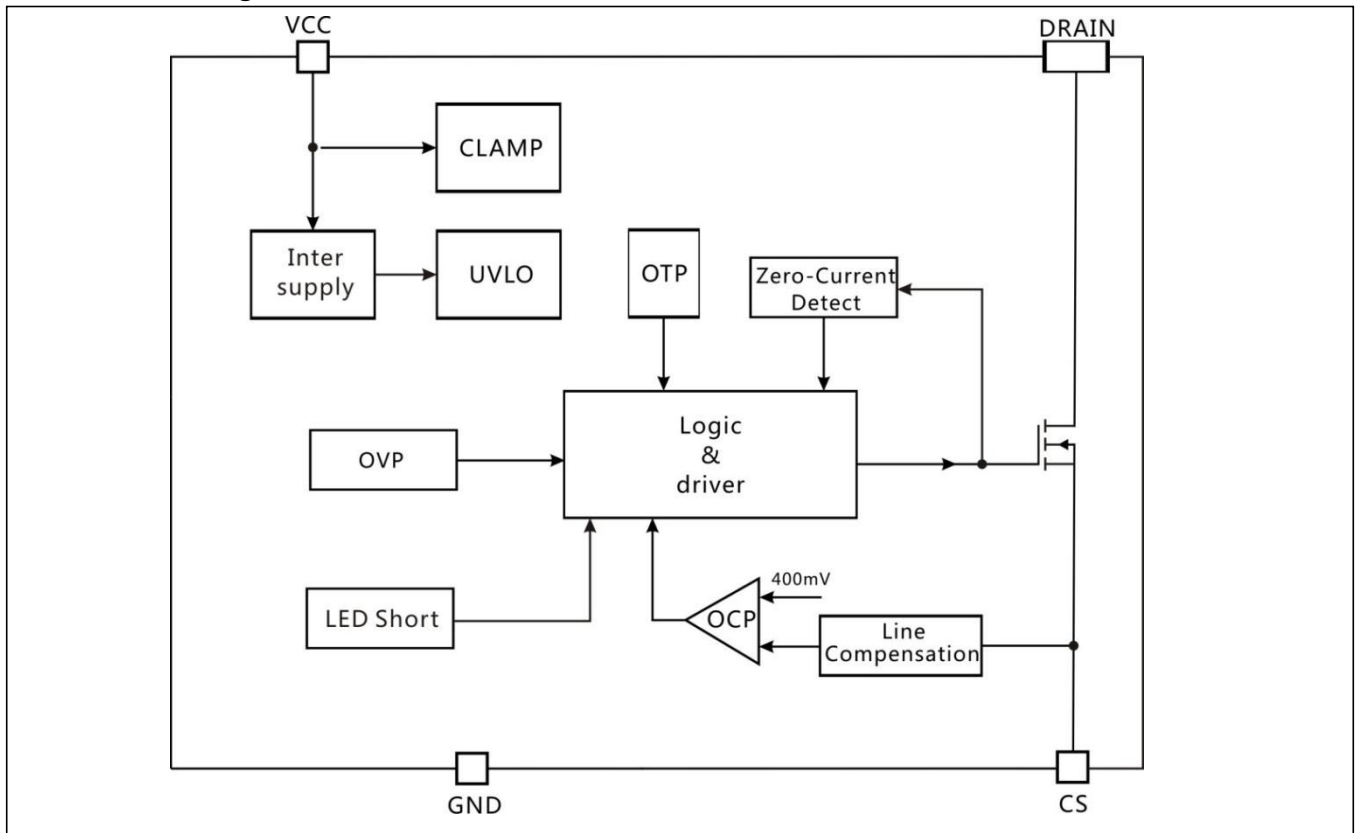 VCC
DRAIN
CLAMP
Inter
supply
UVLO
OTP
Zero-Current
Detect
Logic
&
driver
OVP
400mV
LED Short
OCP
Line
Compensation
GND
CS